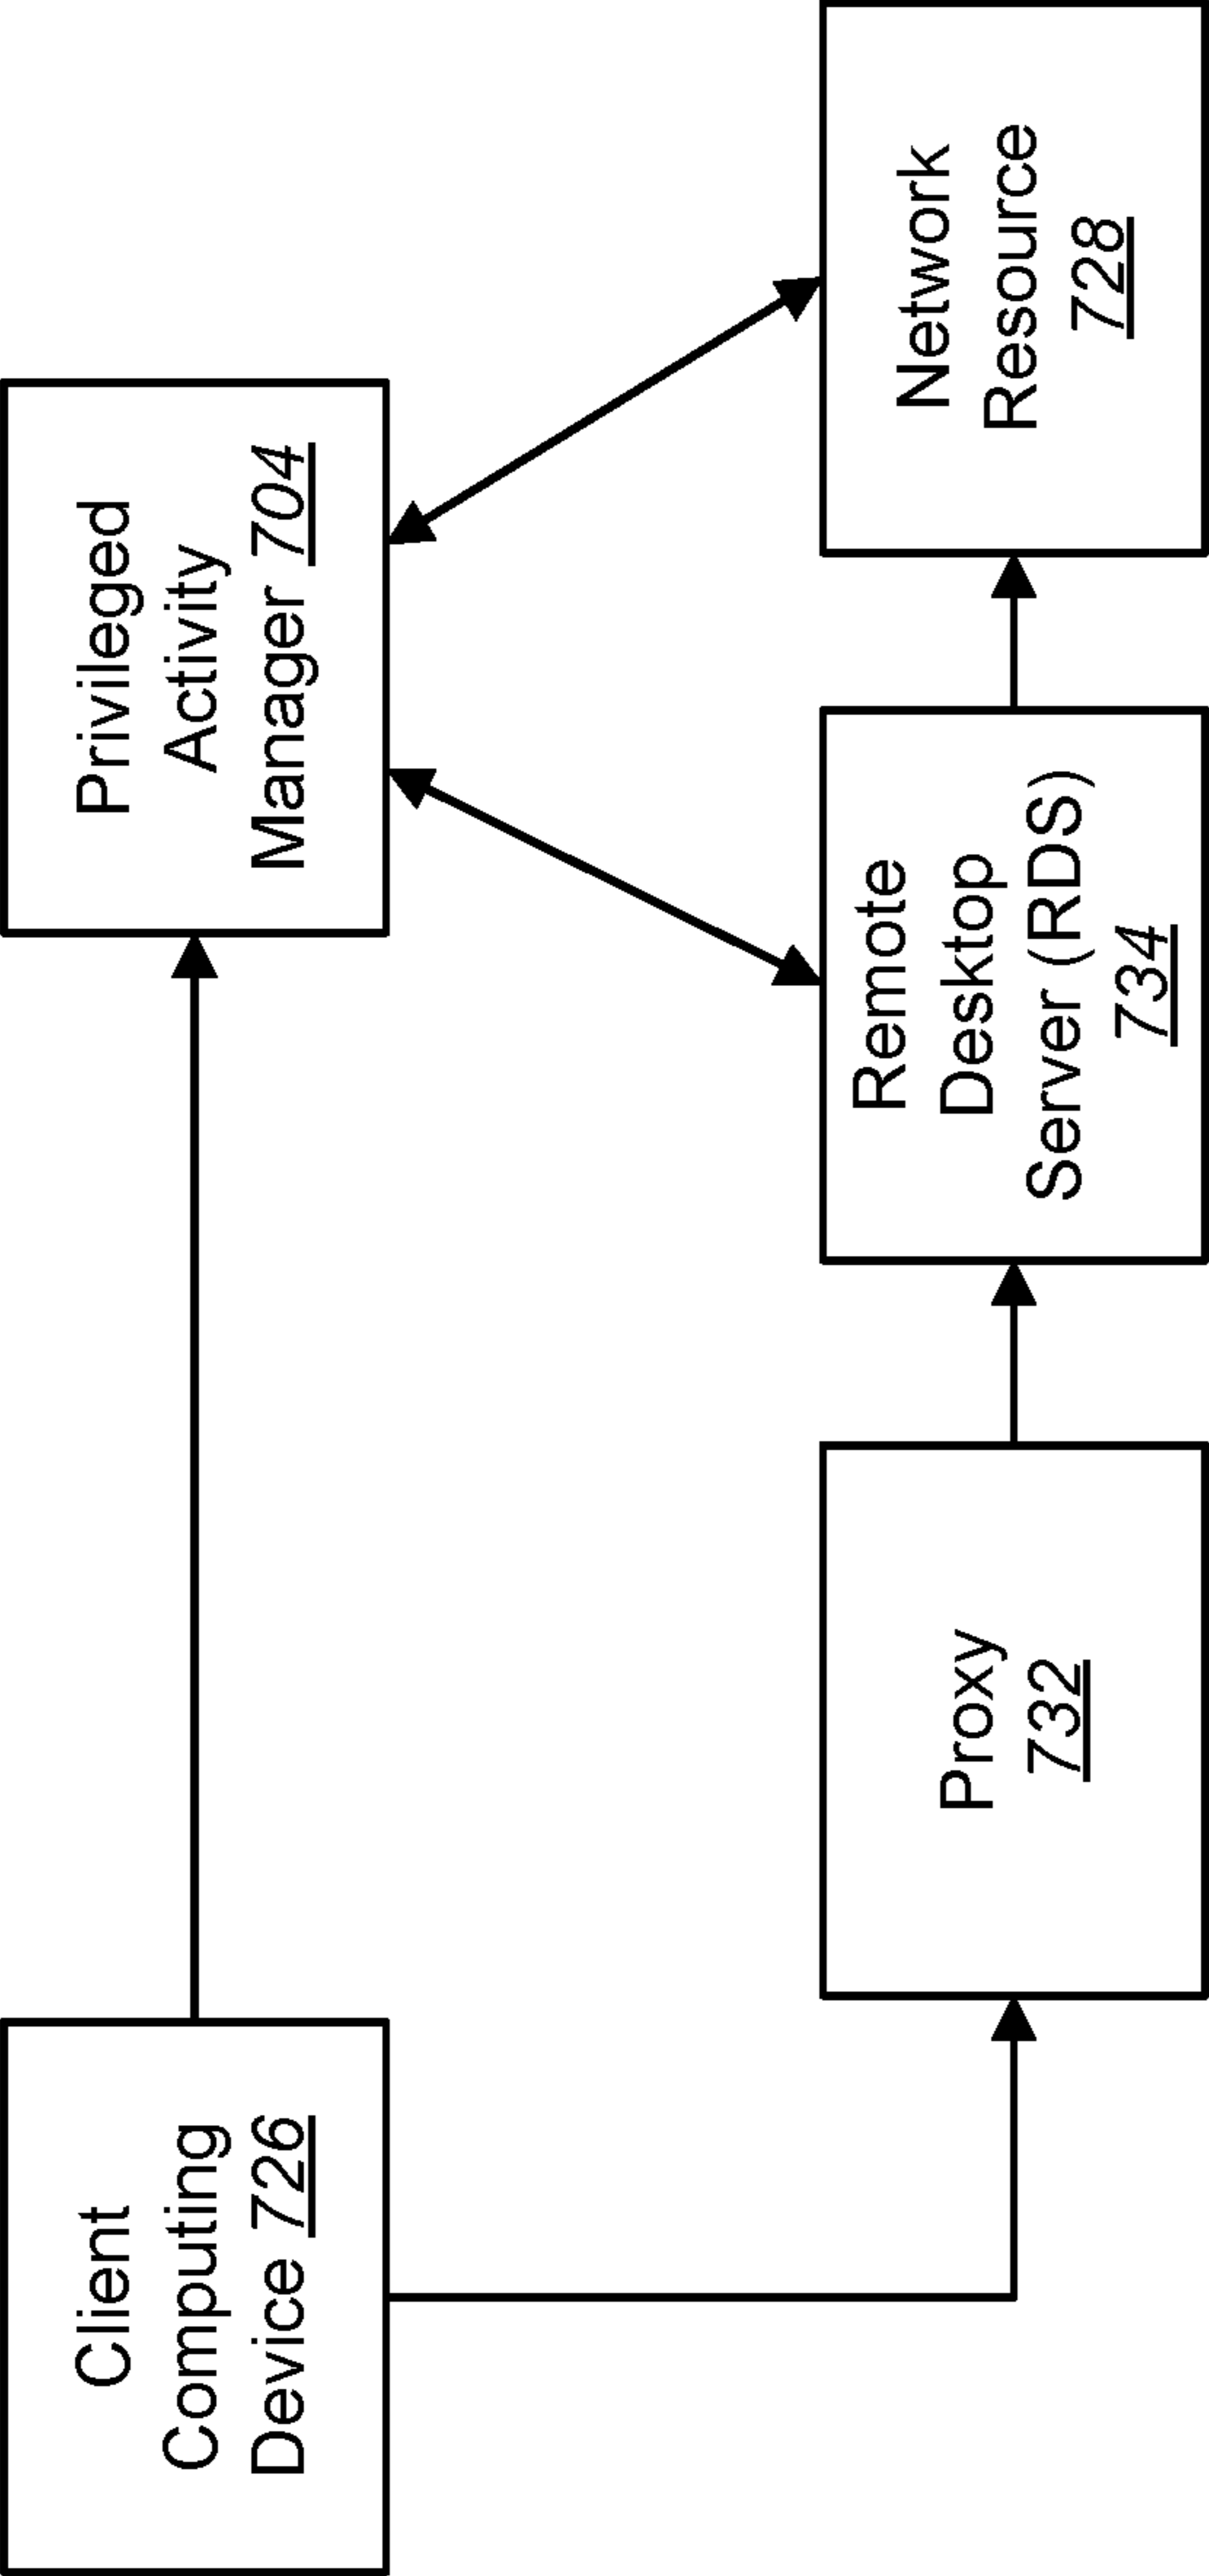 Client
Computing
Device 726
Privileged
Activity
Manager 704
Proxy
732
Remote
Desktop
Server (RDS)
734
Network
Resource
728